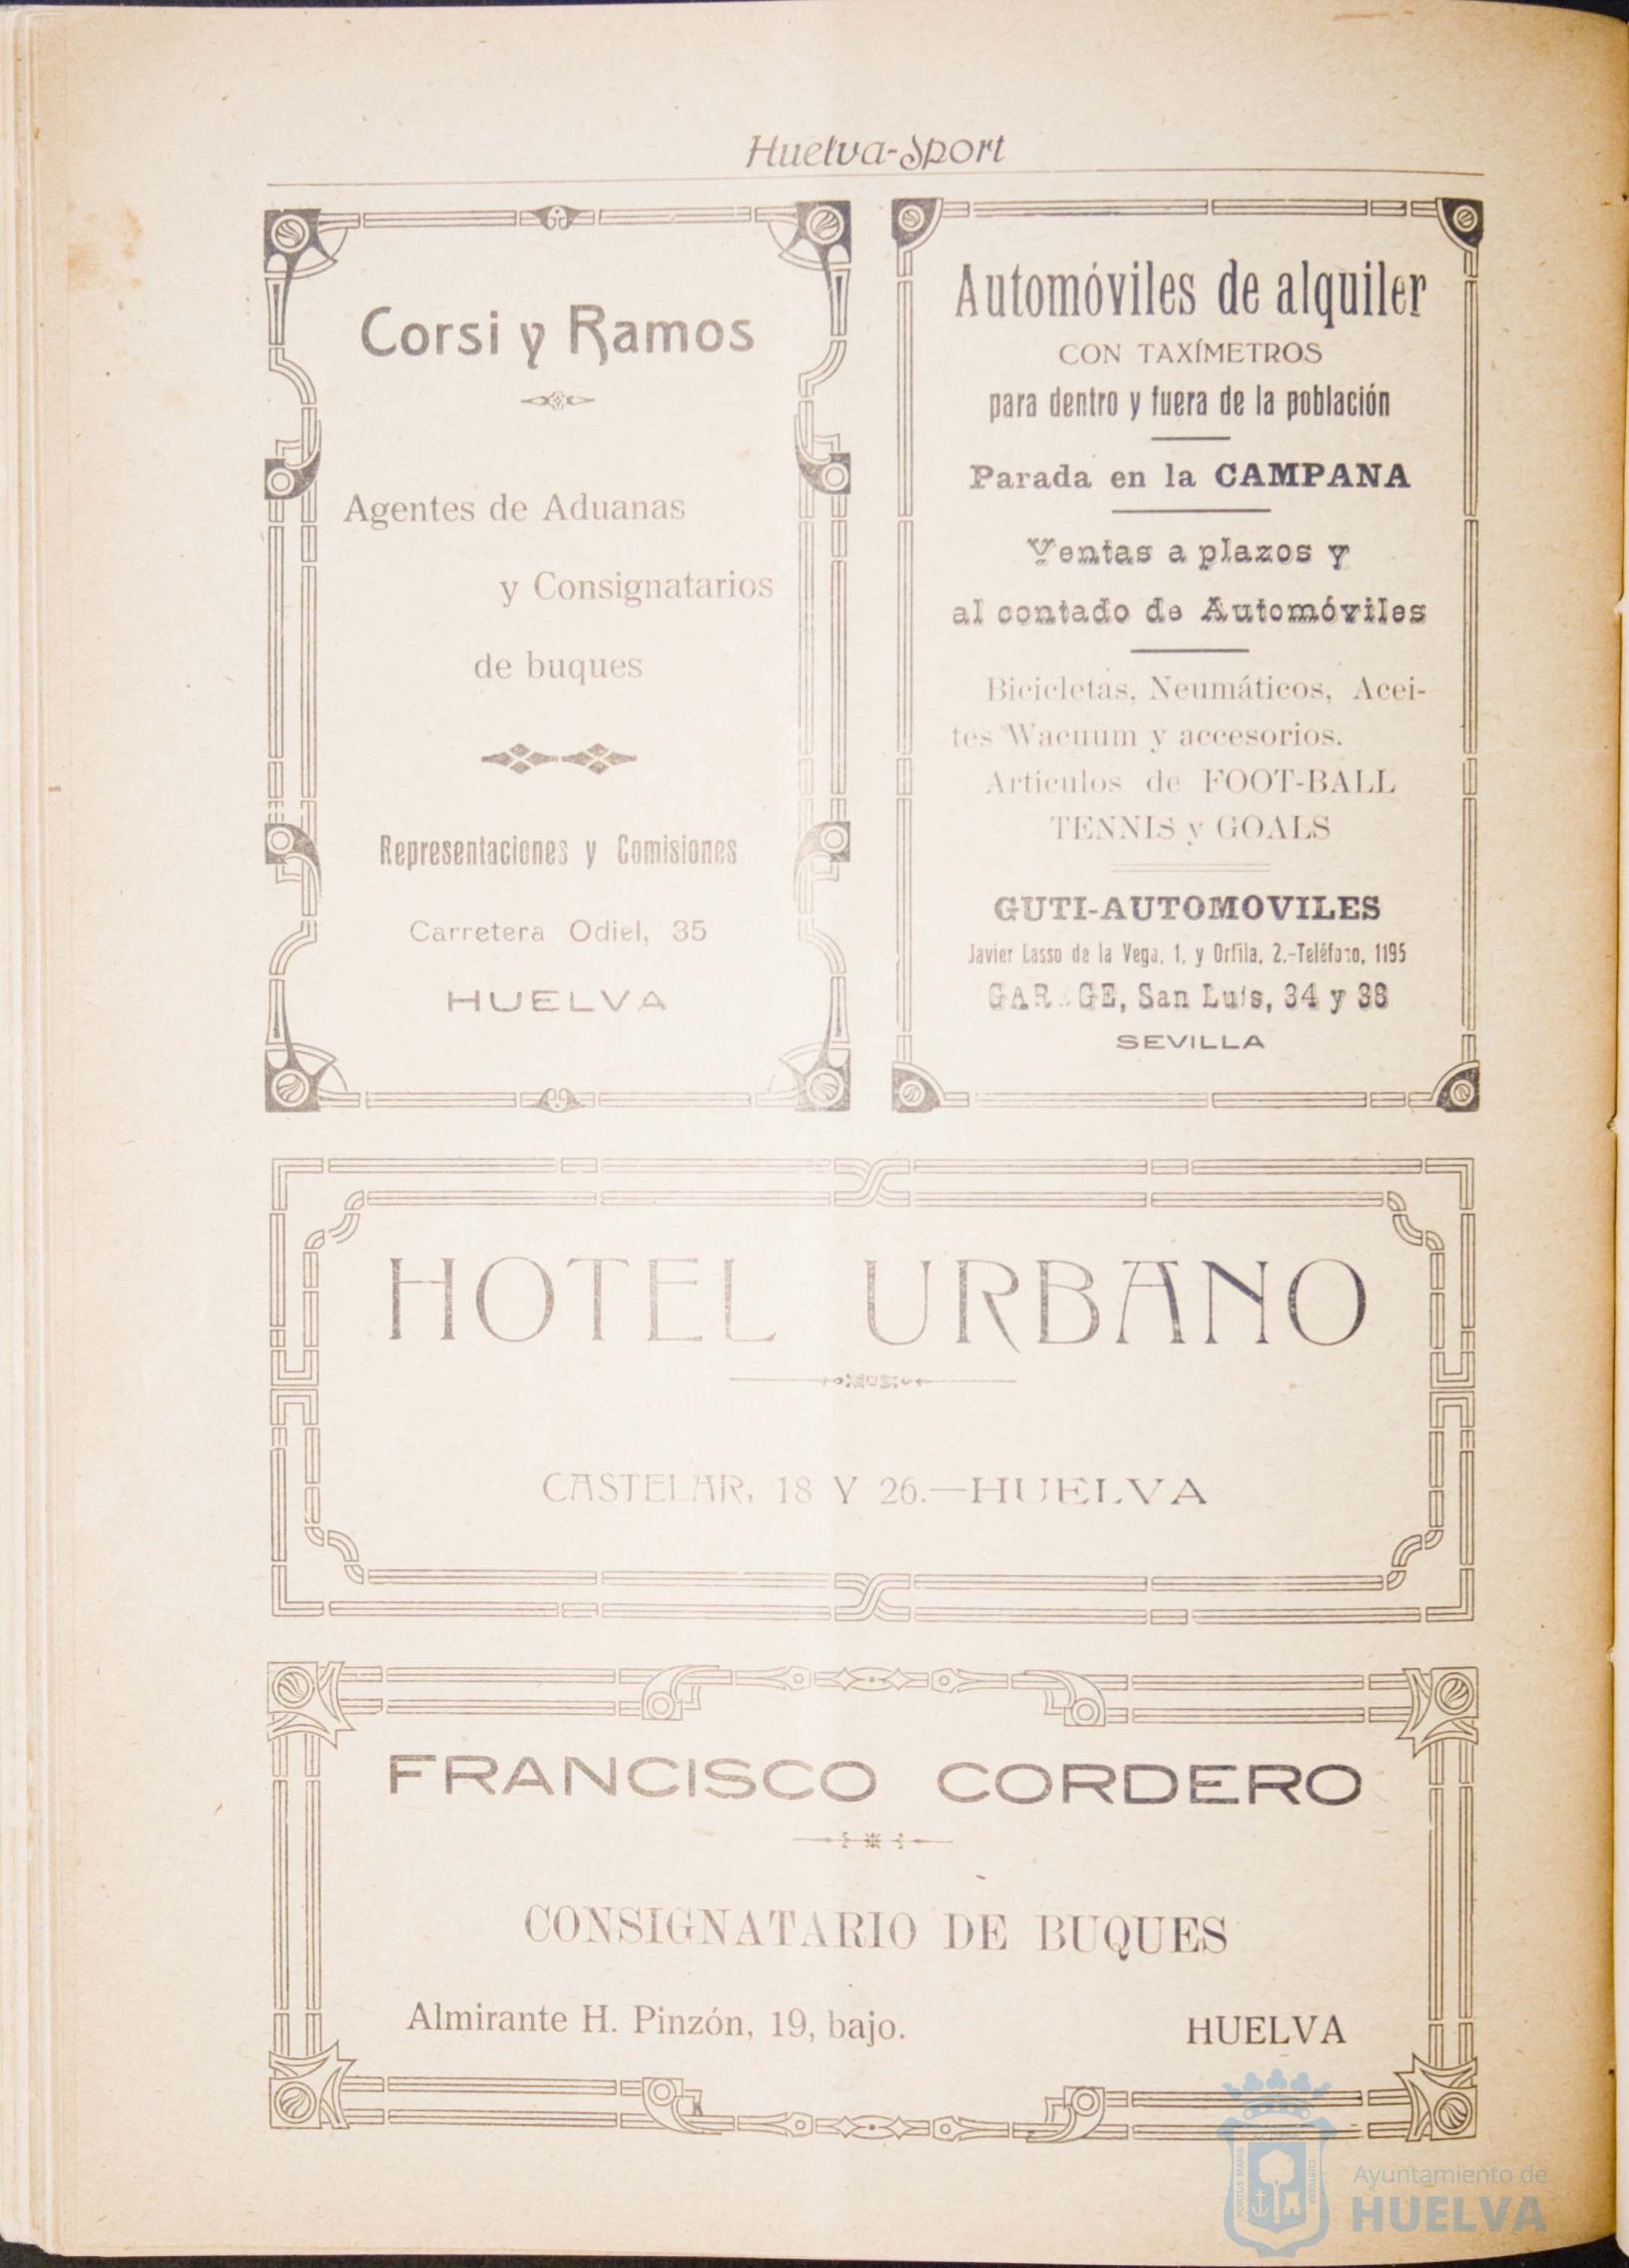 Huelva-Sport
Corsi y Ramos
Agentes de Aduanas
y Consignatarios
de buques
Representaciones y Comisiones
Carretera Odiel, 35
HUELVA
Automóviles de alquiler
CON TAXÍMETROS
para dentro y fuera de la población
Parada en la CAMPANA
Ventas a plazos y
al contado de Automóviles
Bicicletas, Neumáticos, Acei-
tes Wacuum y accesorios.
Artículos de FOOT-BALL
TENNIS y GOALS
GUTI-AUTOMOVILES
Javier Lasso de la Vega, 1, y Orfila, 2.-Teléfono, 1195
GARAGE, San Luis, 34 y 38
SEVILLA
HOTEL URBANO
CASTELAR, 18 Y 26.—HUELVA
FRANCISCO CORDERO
CONSIGNATARIO DE BUQUES
Almirante H. Pinzón, 19, bajo.
HUELVA
Ayuntamiento de
HUELVA